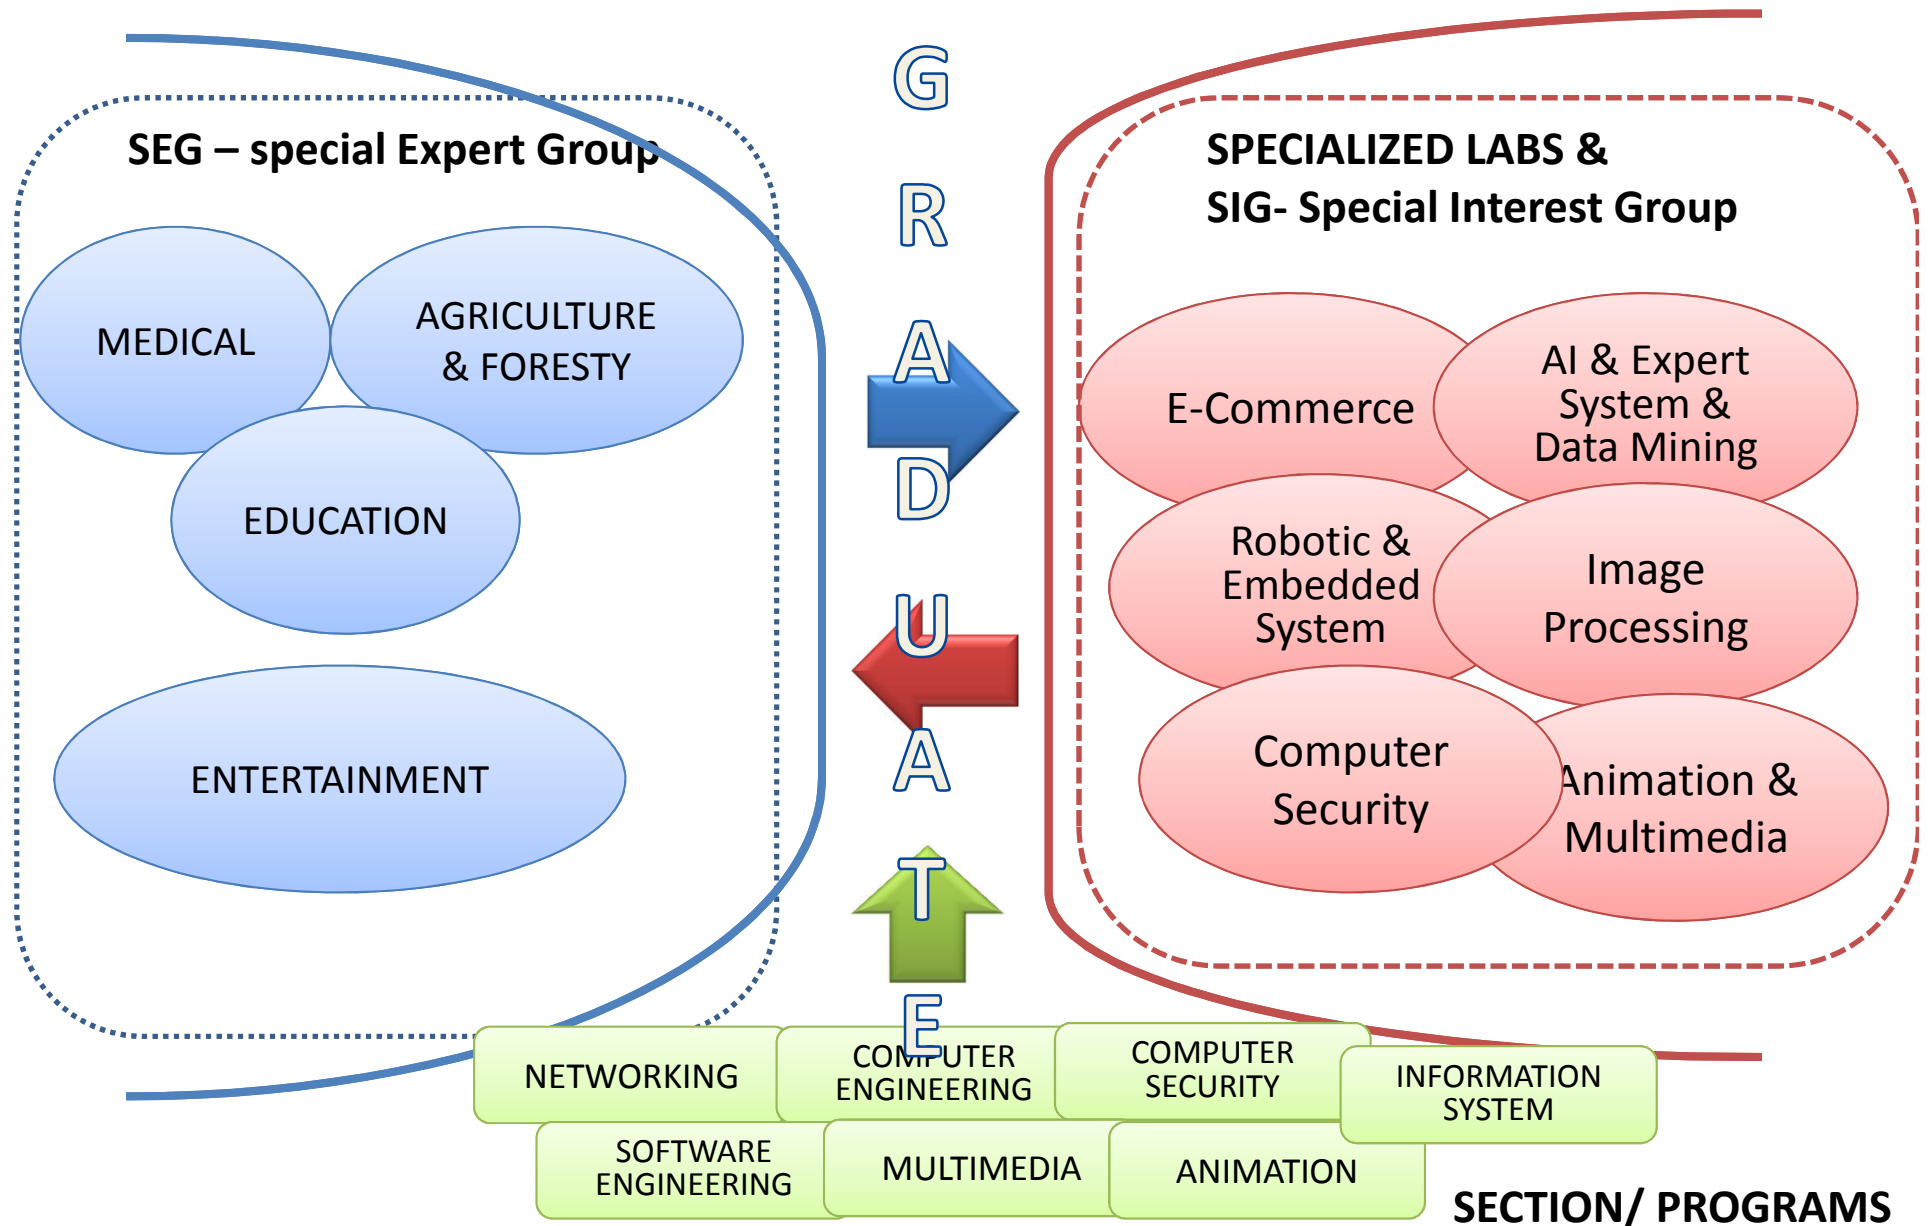 SEG – special Expert Group
MEDICAL
AGRICULTURE
& FORESTY
EDUCATION
ENTERTAINMENT
G
R
A
D
U
A
T
E
SPECIALIZED LABS &
SIG- Special Interest Group
E-Commerce
AI & Expert
System &
Data Mining
Robotic &
Embedded
System
Image
Processing
Computer
Security
Animation &
Multimedia
NETWORKING
COMPUTER
ENGINEERING
COMPUTER
SECURITY
INFORMATION
SYSTEM
SOFTWARE
ENGINEERING
MULTIMEDIA
ANIMATION
SECTION/ PROGRAMS